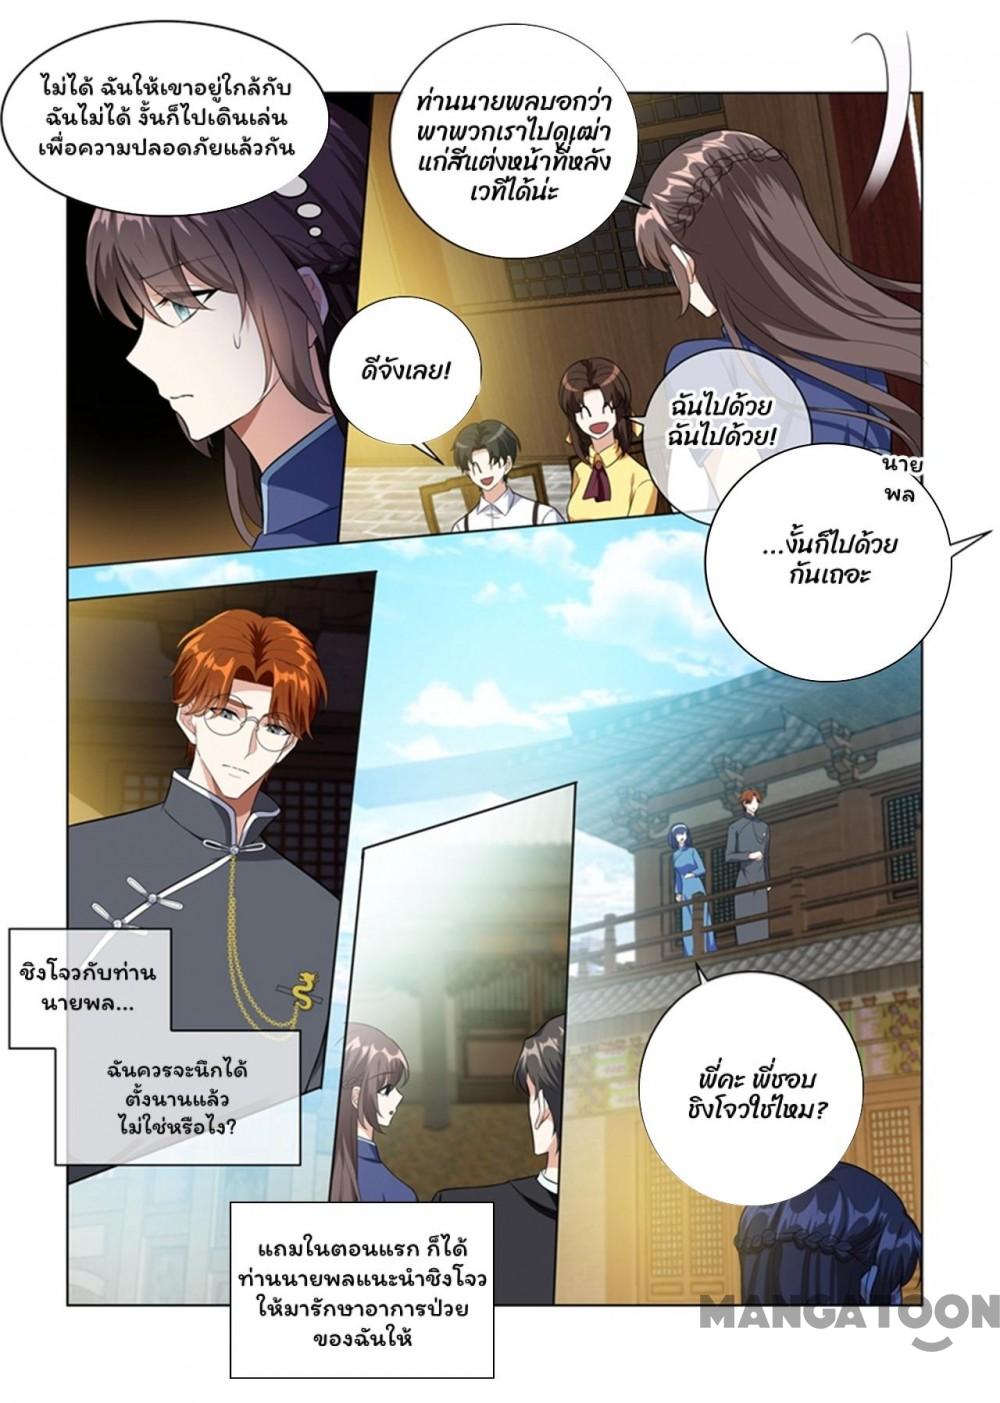 ไม่ได้ ฉันให้เขาอยู่ใกล้กับ
ฉันไม่ได้ งั้นก็ไปเดินเล่น
เพื่อความปลอดภัยแล้วกัน
ท่านนายพลบอกว่า
พาพวกเราไปดูเฒ่า
แก่สีแต่งหน้าที่หลัง
เวทีได้น่ะ
ดีจังเลย!
ฉันไปด้วย
ฉันไปด้วย!
นาย
พล
...งั้นก็ไปด้วย
กันเถอะ
ชิงโจวกับท่าน
นายพล...
ฉันควรจะนึกได้
ตั้งนานแล้ว
ไม่ใช่หรือไง?
พี่คะ พี่ชอบ
ชิงโจวใช่ไหม?
แถมในตอนแรก ก็ได้
ท่านนายพลแนะนำชิงโจว
ให้มารักษาอาการป่วย
ของฉันให้
MANGATOON